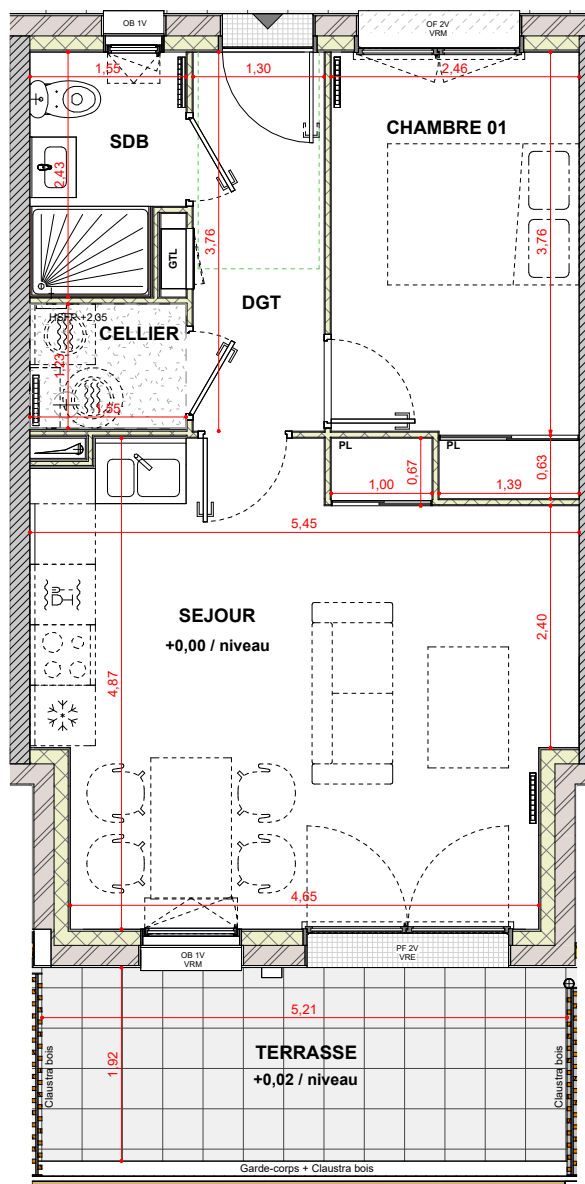 OB 1V
OF 2V
VRM
1,55
1,30
2,46
SDB
CHAMBRE 01
2,43
3,76
3,76
GTL
DGT
HSFP +2,35
CELLIER
1,23
1,55
PL
PL
1,00
0,67
1,39
0,63
5,45
SEJOUR
+0,00 / niveau
2,40
4,87
4,65
OB 1V
VRM
PF 2V
VRE
5,21
Claustra bois
1,92
TERRASSE
+0,02 / niveau
Claustra bois
Garde-corps + Claustra bois